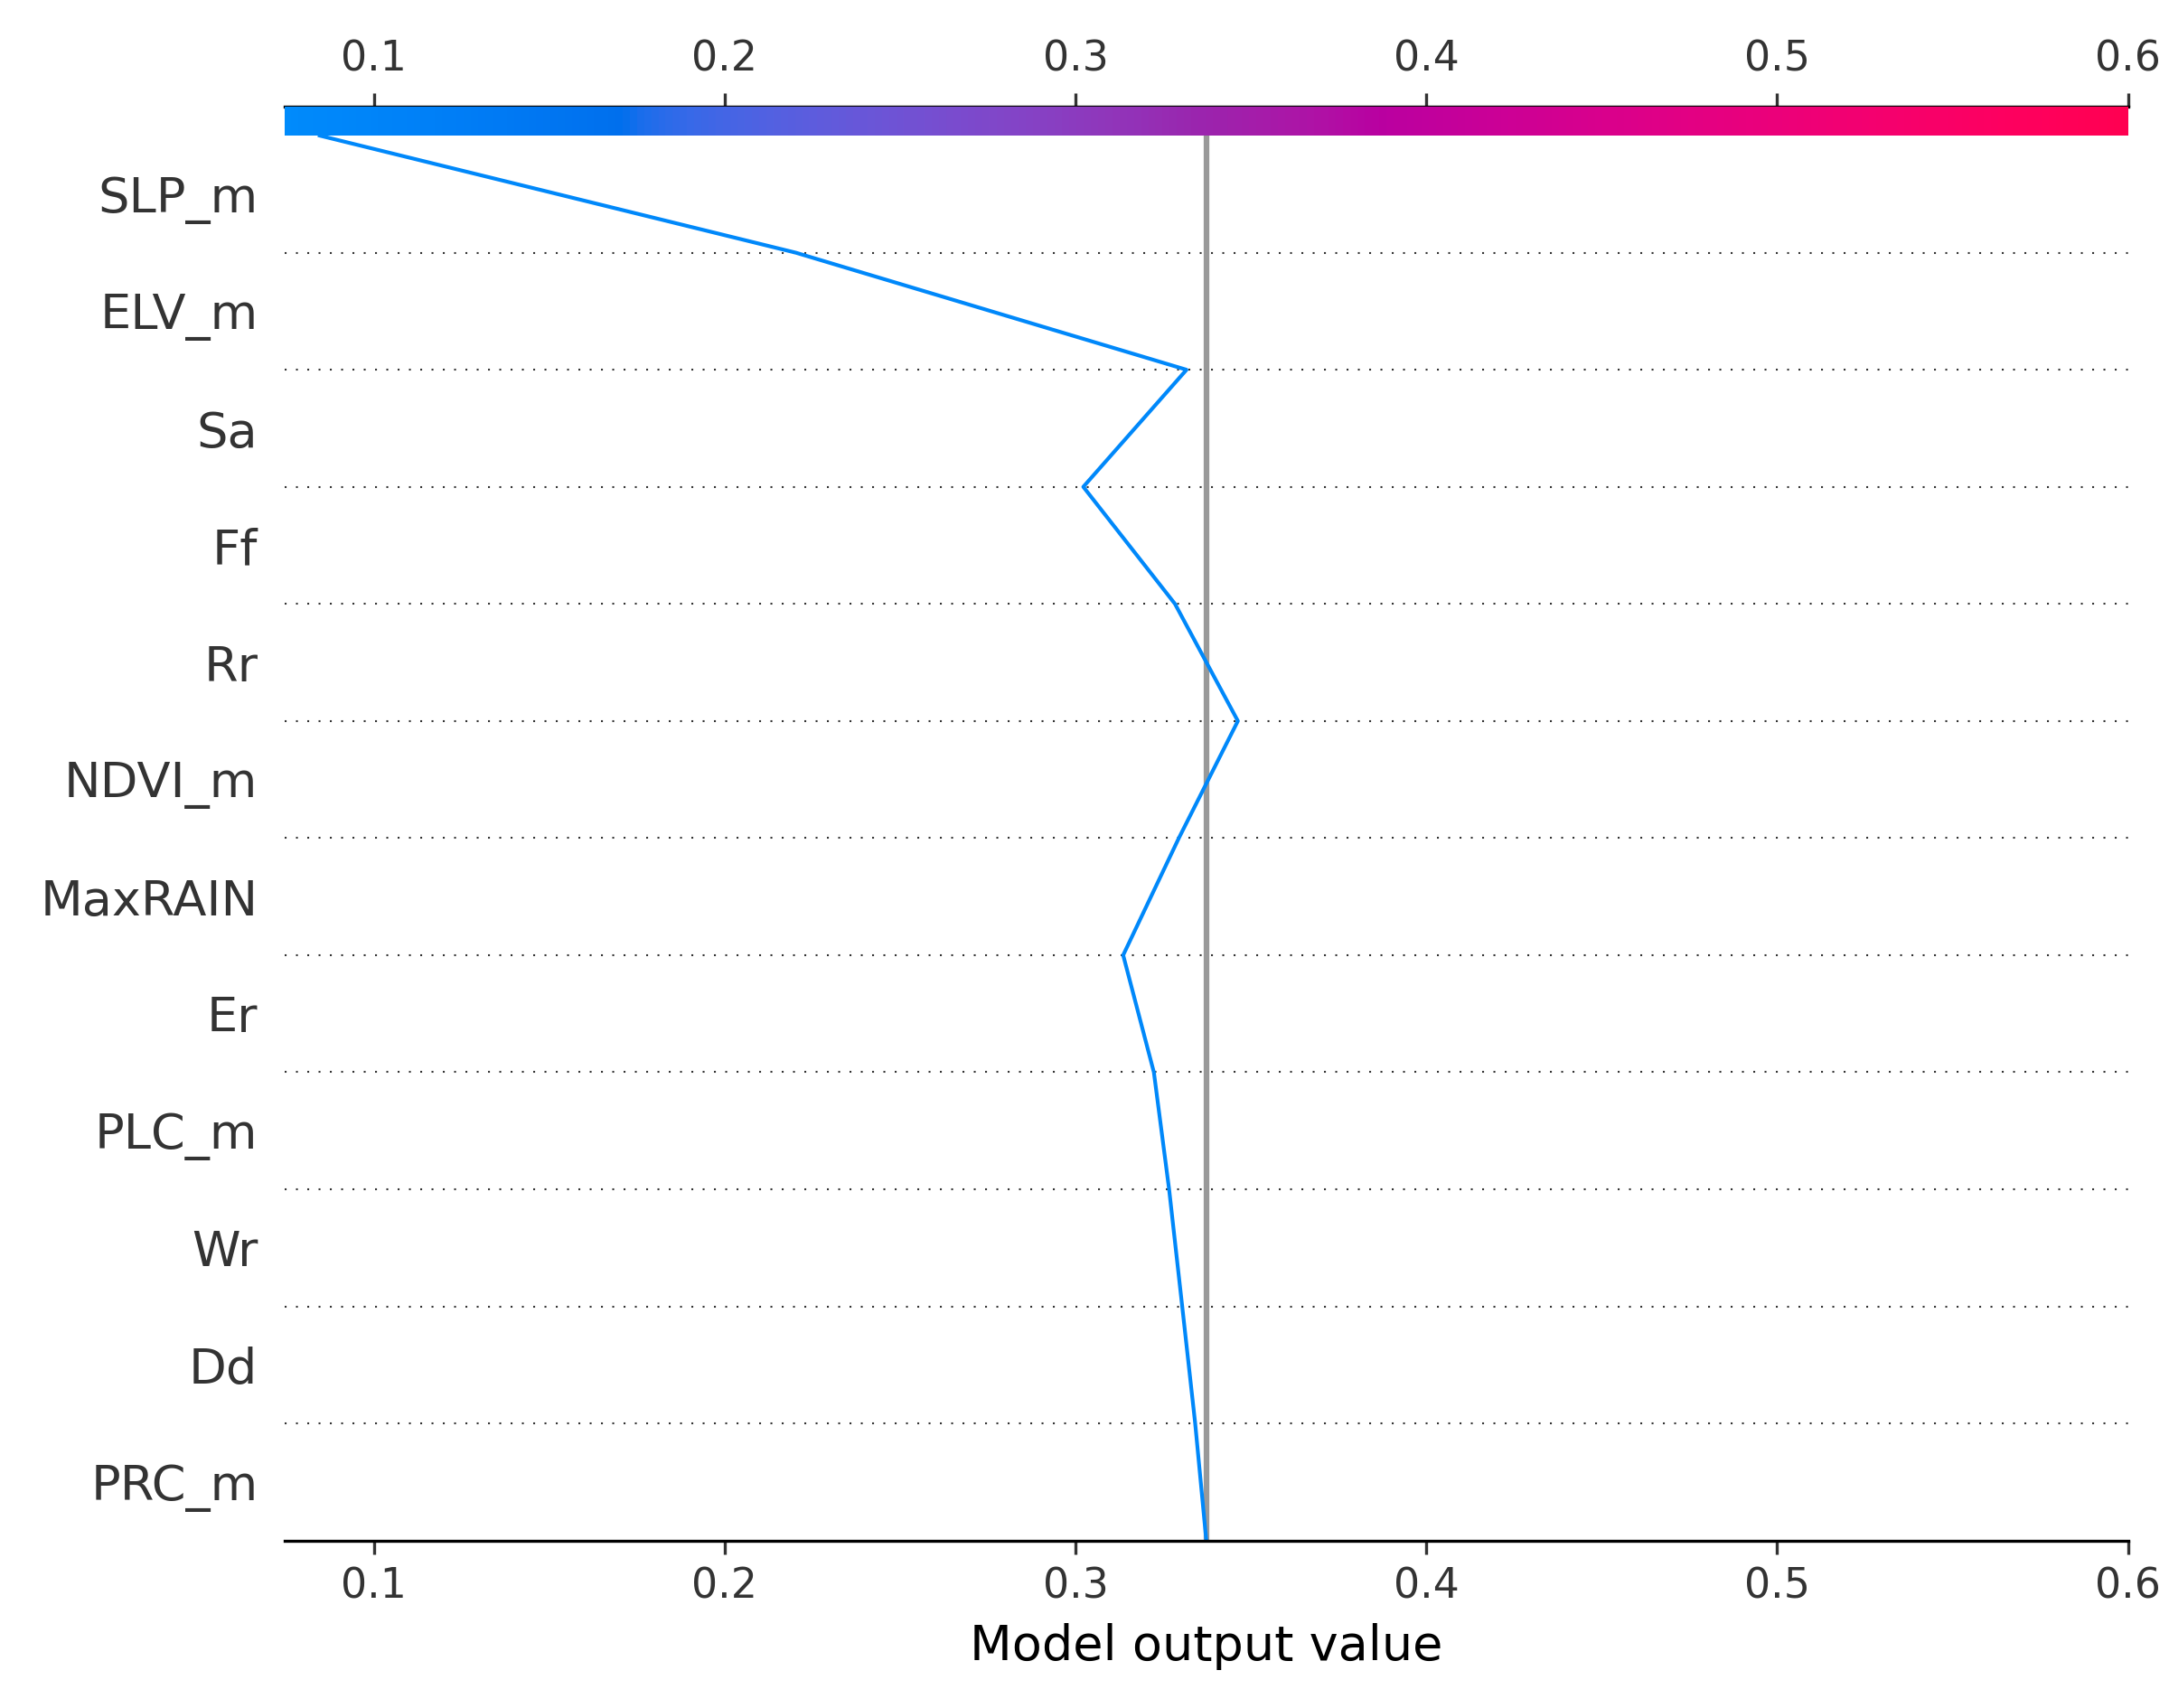 0.1 0.2 0.3 0.4 0.5 0.6
SLP_m
ELV_m
Sa
Ff
Rr
NDVI_m
MaxRAIN
Er
PLC_m
Wr
Dd
PRC_m
0.1 0.2 0.3 0.4 0.5 0.6
Model output value